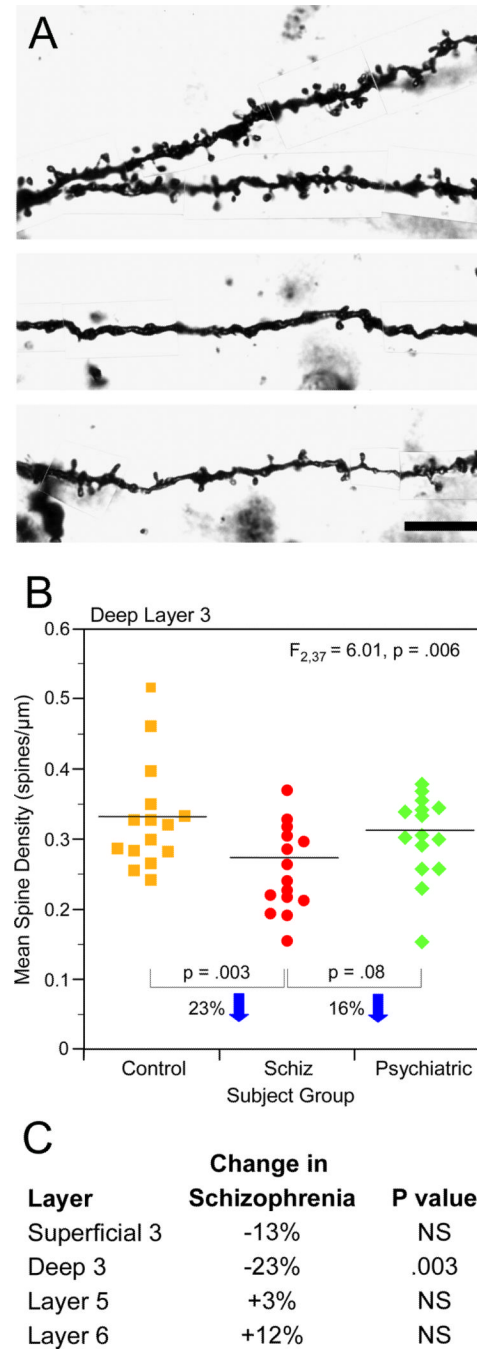 A
B
Deep Layer 3
F2,37 = 6.01, p = .006
Mean Spine Density (spines/µm)
0.6
0.5
0.4
0.3
0.2
0.1
0
p = .003
p = .08
23%
16%
Control
Schiz
Psychiatric
Subject Group
C
Change in
Layer Schizophrenia P value
Superficial 3 -13% NS
Deep 3 -23% .003
Layer 5 +3% NS
Layer 6 +12% NS